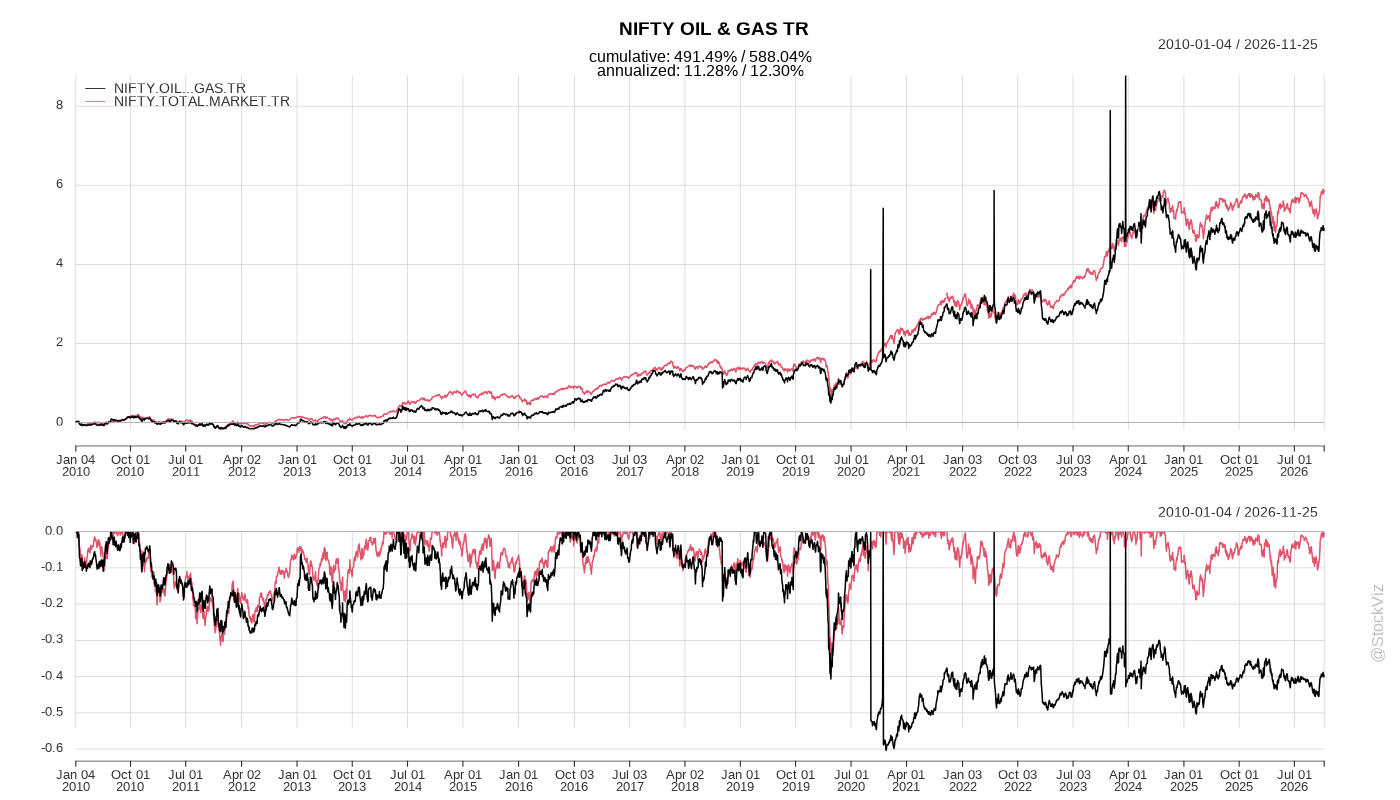 NIFTY OIL & GAS TR
cumulative: 491.49% / 588.04%
annualized: 11.28% / 12.30%
2010-01-04 / 2026-11-25
NIFTY.OIL...GAS.TR
NIFTY.TOTAL.MARKET.TR
8
6
4
2
0
Jan 04 Oct 01 Jul 01 Apr 02 Jan 01 Oct 01 Jul 01 Apr 01 Jan 01 Oct 03 Jul 03 Apr 02 Jan 01 Oct 01 Jul 01 Apr 01 Jan 03 Oct 03 Jul 03 Apr 01 Jan 01 Oct 01 Jul 01
2010 2010 2011 2012 2013 2013 2014 2015 2016 2016 2017 2018 2019 2019 2020 2021 2022 2022 2023 2024 2025 2025 2026
2010-01-04 / 2026-11-25
0.0
-0.1
-0.2
-0.3
-0.4
-0.5
-0.6
Jan 04 Oct 01 Jul 01 Apr 02 Jan 01 Oct 01 Jul 01 Apr 01 Jan 01 Oct 03 Jul 03 Apr 02 Jan 01 Oct 01 Jul 01 Apr 01 Jan 03 Oct 03 Jul 03 Apr 01 Jan 01 Oct 01 Jul 01
2010 2010 2011 2012 2013 2013 2014 2015 2016 2016 2017 2018 2019 2019 2020 2021 2022 2022 2023 2024 2025 2025 2026
@StockViz